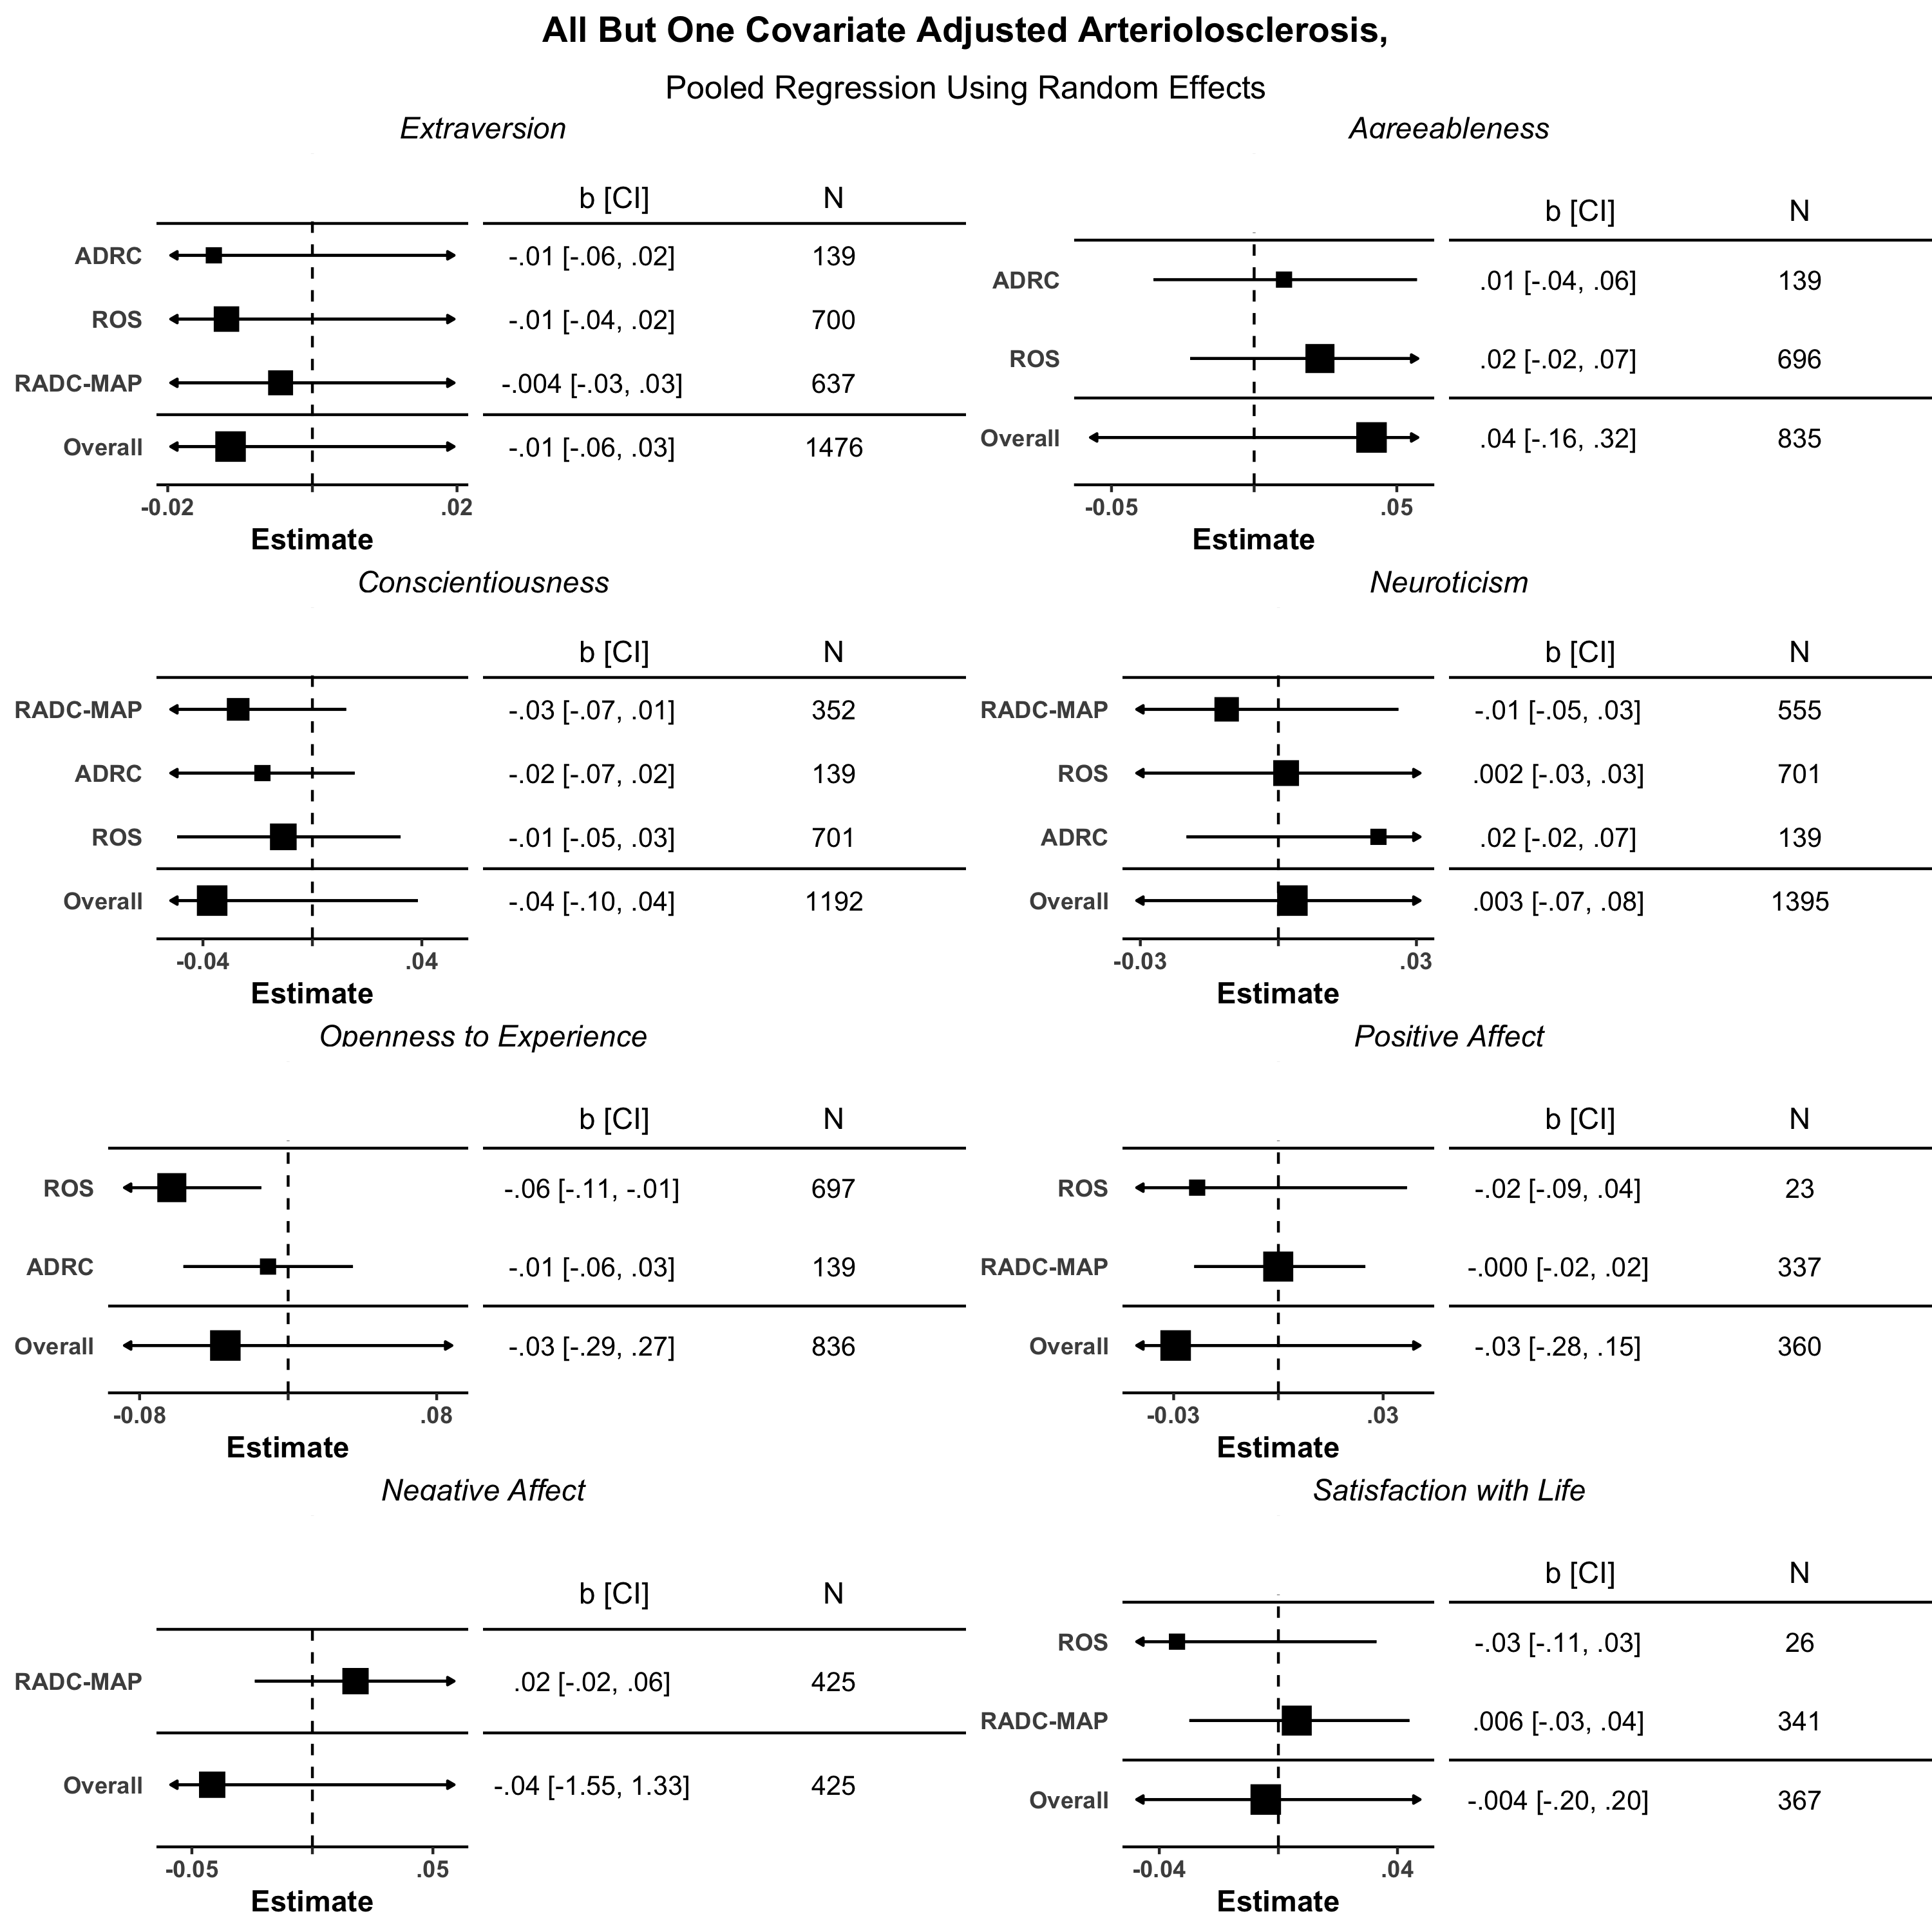 All But One Covariate Adjusted Arteriolosclerosis,
Pooled Regression Using Random Effects
Extraversion
b [CI] N
ADRC -.01 [-.06, .02] 139
ROS -.01 [-.04, .02] 700
RADC-MAP -.004 [-.03, .03] 637
Overall -.01 [-.06, .03] 1476
-0.02 .02
Estimate
Agreeableness
b [CI] N
ADRC .01 [-.04, .06] 139
ROS .02 [-.02, .07] 696
Overall .04 [-.16, .32] 835
-0.05 .05
Estimate
Conscientiousness
b [CI] N
RADC-MAP -.03 [-.07, .01] 352
ADRC -.02 [-.07, .02] 139
ROS -.01 [-.05, .03] 701
Overall -.04 [-.10, .04] 1192
-0.04 .04
Estimate
Neuroticism
b [CI] N
RADC-MAP -.01 [-.05, .03] 555
ROS .002 [-.03, .03] 701
ADRC .02 [-.02, .07] 139
Overall .003 [-.07, .08] 1395
-0.03 .03
Estimate
Openness to Experience
b [CI] N
ROS -.06 [-.11, -.01] 697
ADRC -.01 [-.06, .03] 139
Overall -.03 [-.29, .27] 836
-0.08 .08
Estimate
Positive Affect
b [CI] N
ROS -.02 [-.09, .04] 23
RADC-MAP -.000 [-.02, .02] 337
Overall -.03 [-.28, .15] 360
-0.03 .03
Estimate
Negative Affect
b [CI] N
RADC-MAP .02 [-.02, .06] 425
Overall -.04 [-1.55, 1.33] 425
-0.05 .05
Estimate
Satisfaction with Life
b [CI] N
ROS -.03 [-.11, .03] 26
RADC-MAP .006 [-.03, .04] 341
Overall -.004 [-.20, .20] 367
-0.04 .04
Estimate